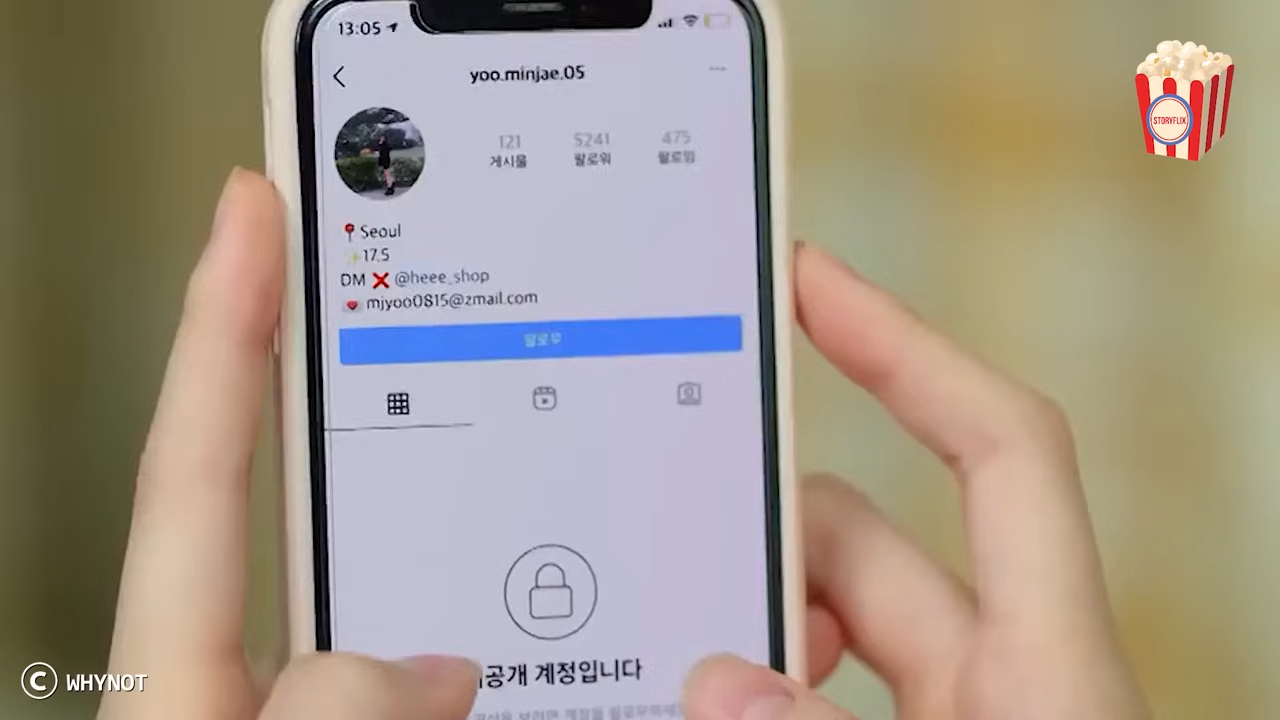 13:05
yoo.minjae.05
121
5241
475
게시물
팔로워
팔로잉
Seoul
17.5
DM ❌ @heee_shop
mjyoo0815@zmail.com
팔로우
공개 계정입니다
STORYFLIX
© WHYNOT